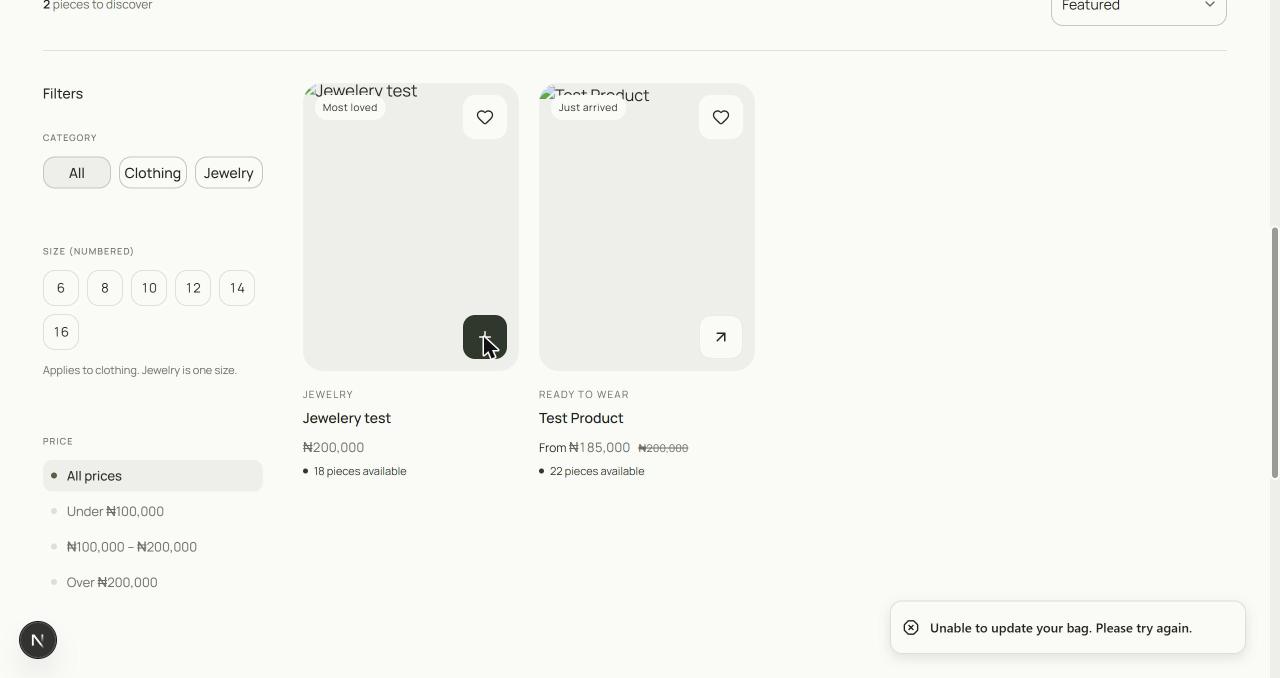 2 pieces to discover
Featured
Filters
CATEGORY
All
Clothing
Jewelry
SIZE (NUMBERED)
6
8
10
12
14
16
Applies to clothing. Jewelry is one size.
PRICE
All prices
Under ₦100,000
₦100,000 – ₦200,000
Over ₦200,000
Jewelery test
Most loved
JEWELRY
Jewelery test
₦200,000
18 pieces available
Test Product
Just arrived
READY TO WEAR
Test Product
From ₦185,000 ₦200,000
22 pieces available
N
Unable to update your bag. Please try again.